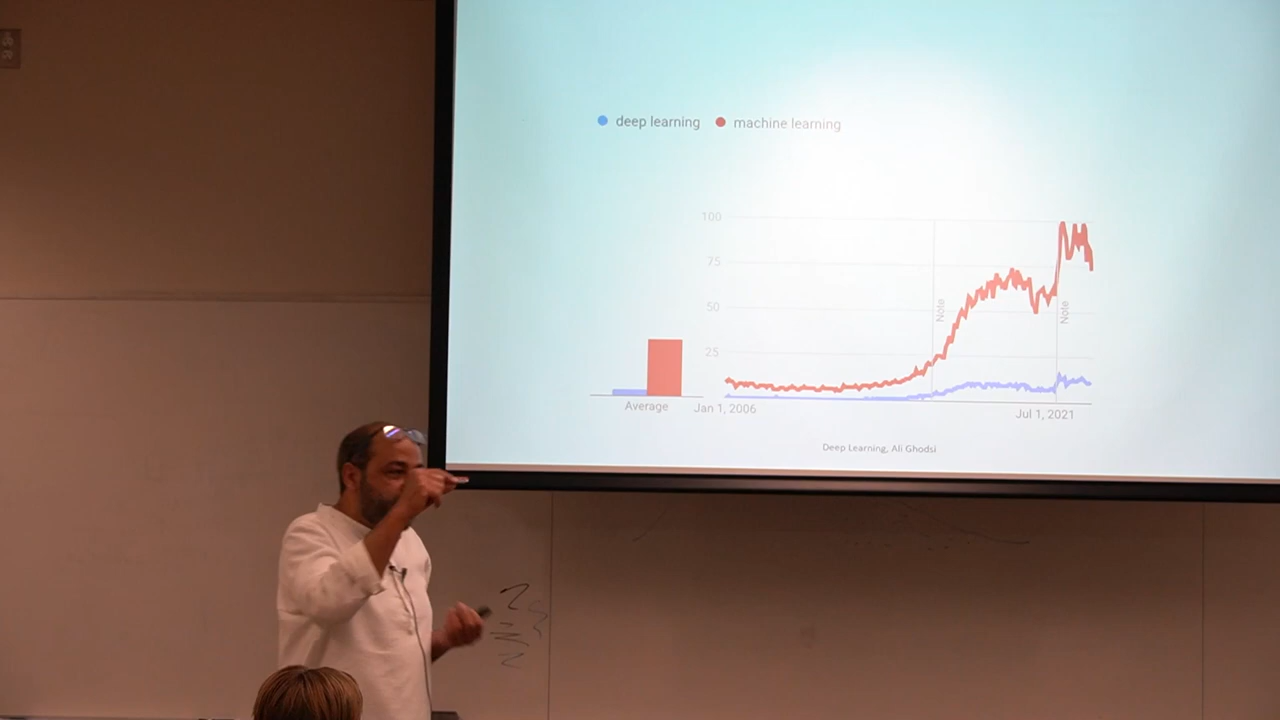 deep learning machine learning
100
75
50
25
Note
Note
Average
Jan 1, 2006
Jul 1, 2021
Deep Learning, Ali Ghodsi